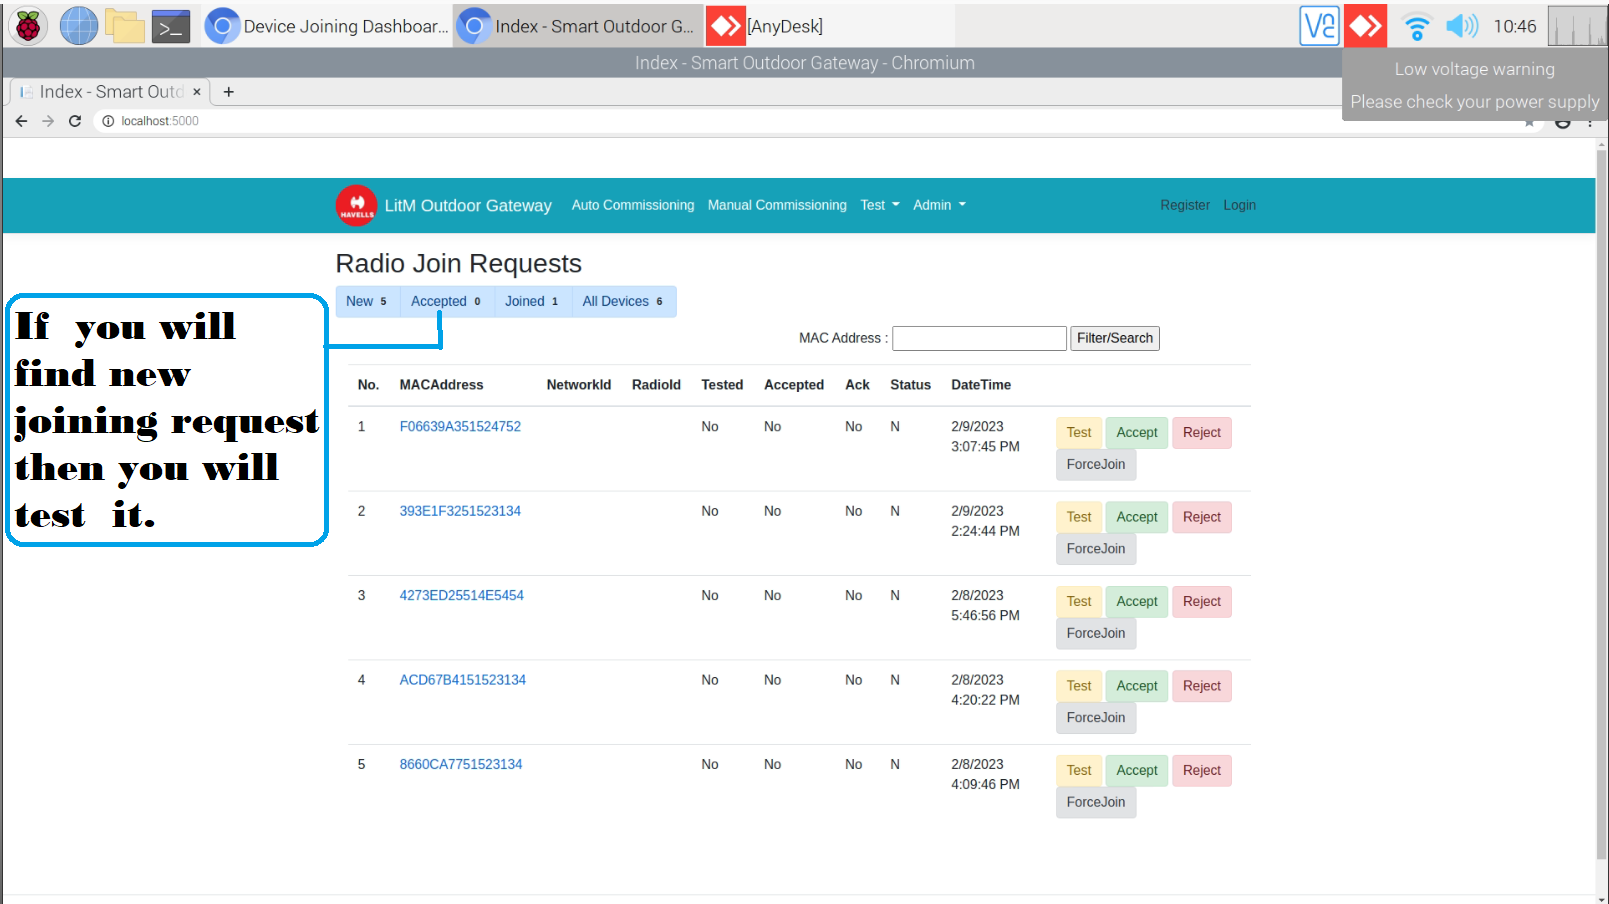 Device Joining Dashboar...
Index - Smart Outdoor G...
[AnyDesk]
10:46
Index - Smart Outdoor Gateway - Chromium
Low voltage warning
Please check your power supply
Index - Smart Outd
localhost:5000
HAVELLS
LitM Outdoor Gateway Auto Commissioning Manual Commissioning Test Admin Register Login
Radio Join Requests
New 5 Accepted 0 Joined 1 All Devices 6
If you will
find new
joining request
then you will
test it.
MAC Address : Filter/Search
No. MACAddress NetworkId RadioId Tested Accepted Ack Status DateTime
1 F06639A351524752 No No No N 2/9/2023 3:07:45 PM Test Accept Reject
ForceJoin
2 393E1F3251523134 No No No N 2/9/2023 2:24:44 PM Test Accept Reject
ForceJoin
3 4273ED25514E5454 No No No N 2/8/2023 5:46:56 PM Test Accept Reject
ForceJoin
4 ACD67B4151523134 No No No N 2/8/2023 4:20:22 PM Test Accept Reject
ForceJoin
5 8660CA7751523134 No No No N 2/8/2023 4:09:46 PM Test Accept Reject
ForceJoin